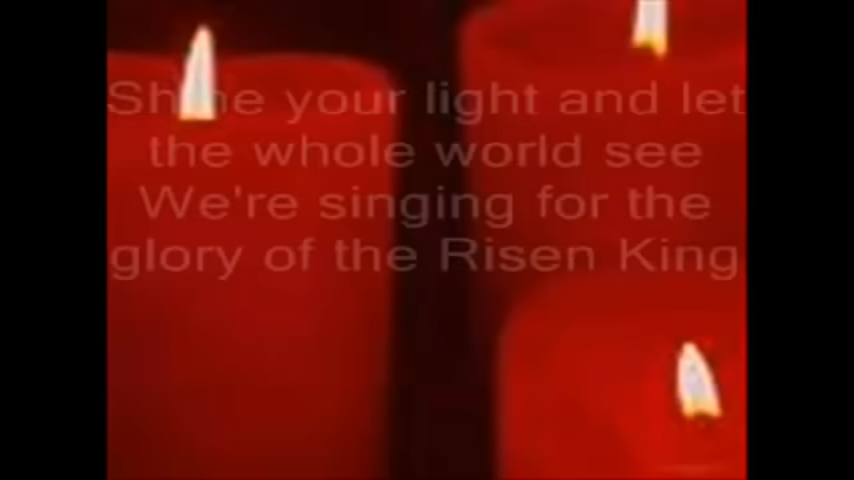 Shine your light and let
the whole world see
We're singing for the
glory of the Risen King